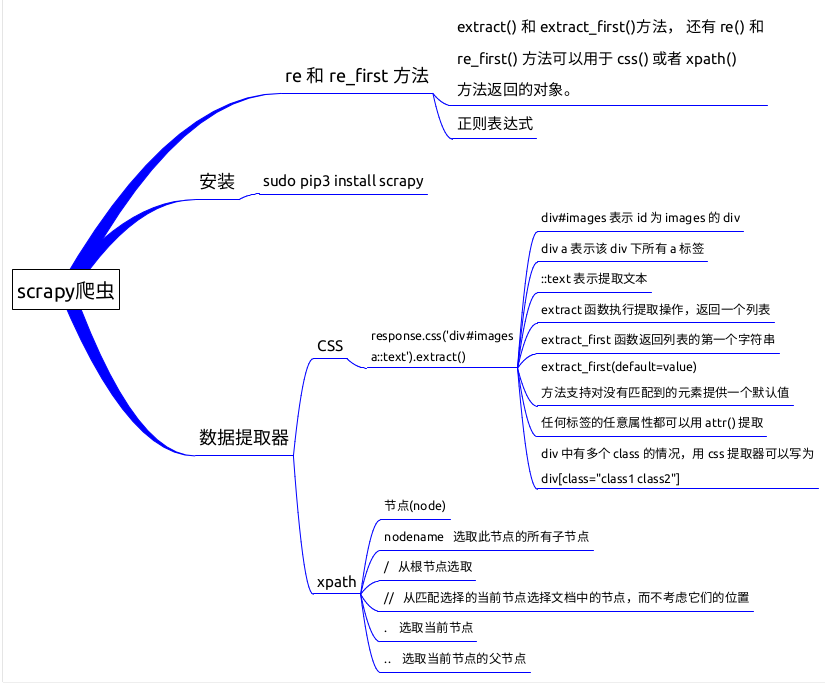 extract() 和 extract_first()方法， 还有 re() 和
re_first() 方法可以用于 css() 或者 xpath()
方法返回的对象。
re 和 re_first 方法
正则表达式
安装
sudo pip3 install scrapy
scrapy爬虫
div#images 表示 id 为 images 的 div
div a 表示该 div 下所有 a 标签
::text 表示提取文本
extract 函数执行提取操作，返回一个列表
extract_first 函数返回列表的第一个字符串
CSS
response.css('div#images
a::text').extract()
extract_first(default=value)
方法支持对没有匹配到的元素提供一个默认值
任何标签的任意属性都可以用 attr() 提取
div 中有多个 class 的情况，用 css 提取器可以写为
div[class="class1 class2"]
数据提取器
xpath
节点(node)
nodename 选取此节点的所有子节点
/ 从根节点选取
// 从匹配选择的当前节点选择文档中的节点，而不考虑它们的位置
. 选取当前节点
.. 选取当前节点的父节点